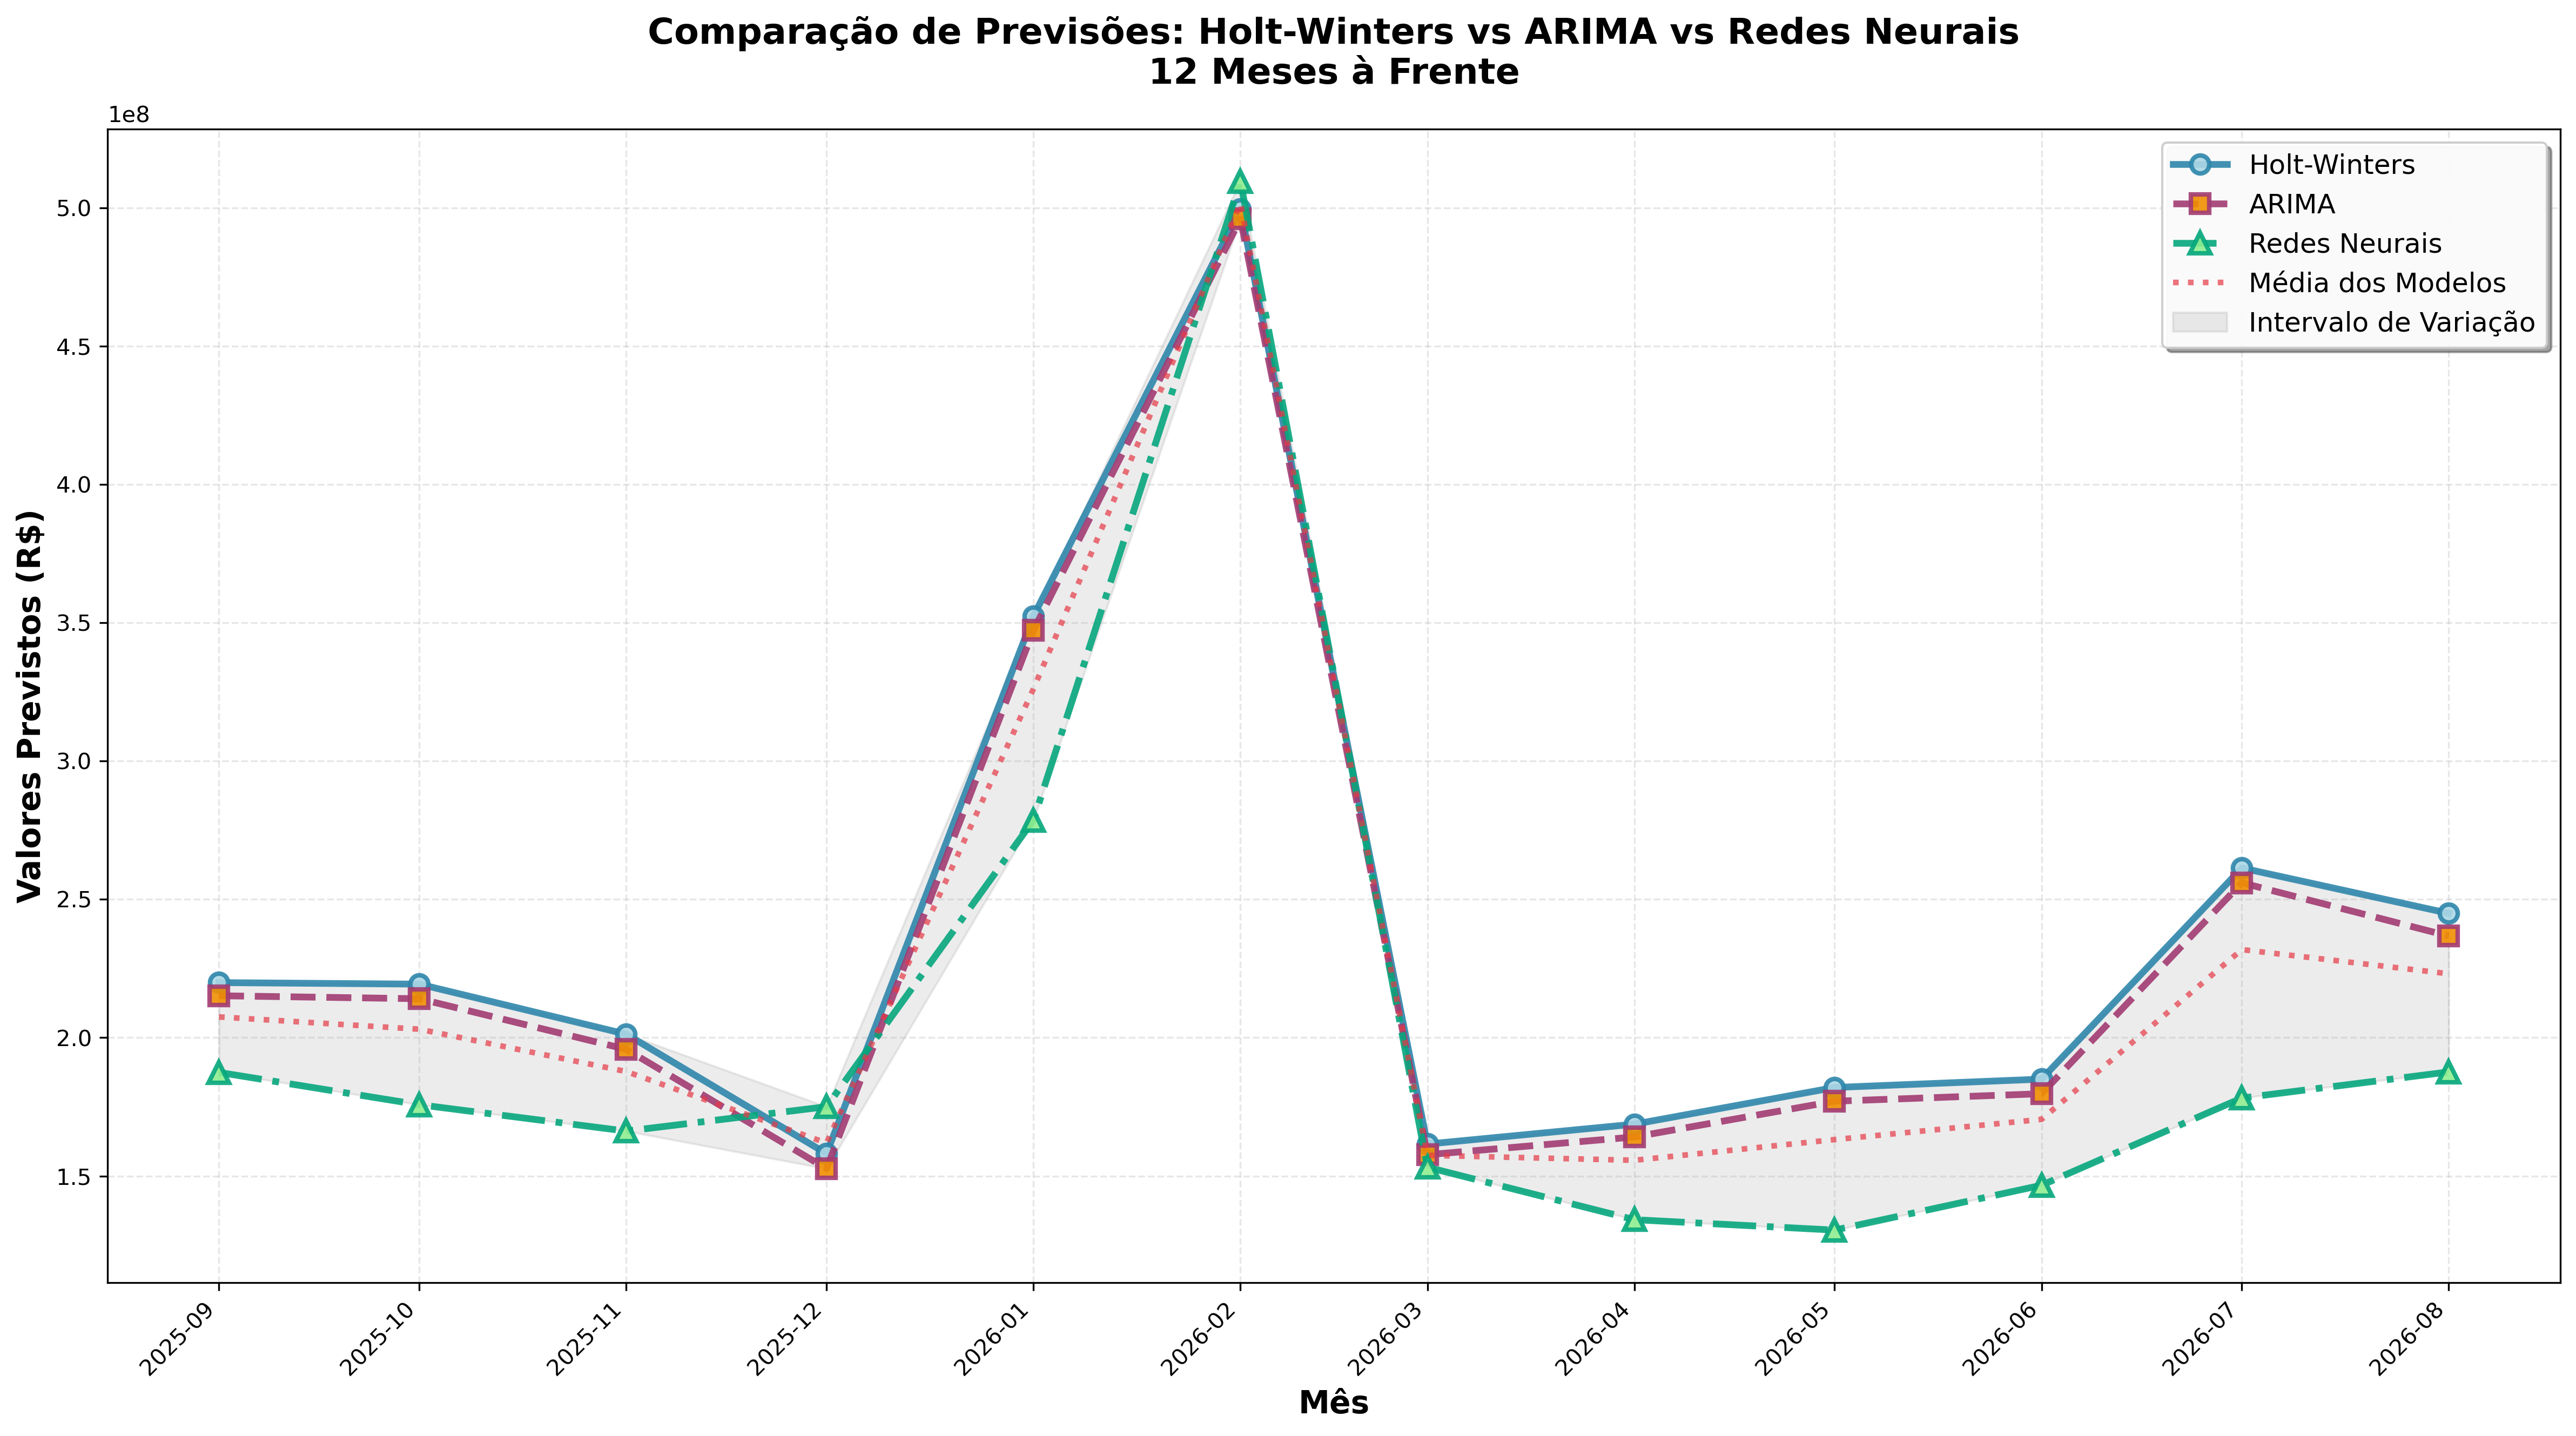 Comparação de Previsões: Holt-Winters vs ARIMA vs Redes Neurais
12 Meses à Frente
1e8
Holt-Winters
ARIMA
Redes Neurais
Média dos Modelos
Intervalo de Variação
Valores Previstos (R$)
5.0
4.5
4.0
3.5
3.0
2.5
2.0
1.5
2025-09
2025-10
2025-11
2025-12
2026-01
2026-02
2026-03
2026-04
2026-05
2026-06
2026-07
2026-08
Mês